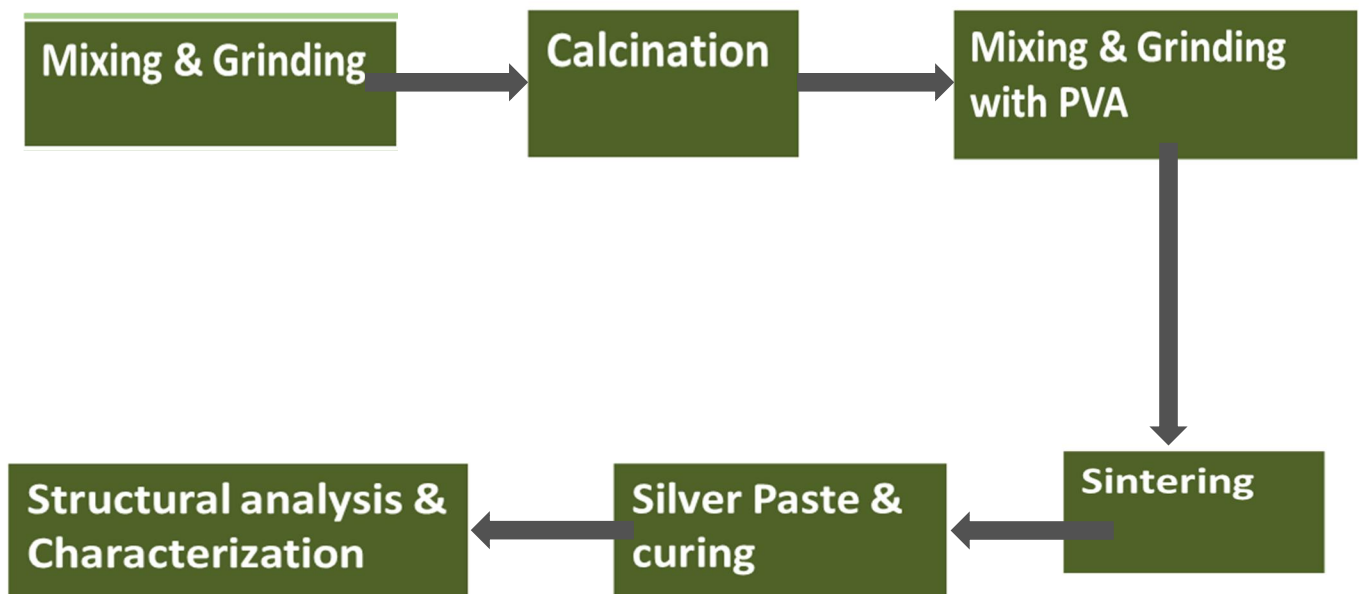 Mixing & Grinding
Calcination
Mixing & Grinding
with PVA
Sintering
Silver Paste &
curing
Structural analysis &
Characterization